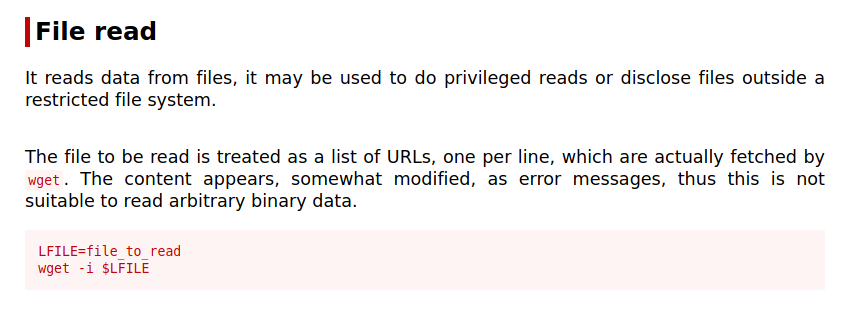 File read
It reads data from files, it may be used to do privileged reads or disclose files outside a
restricted file system.
The file to be read is treated as a list of URLs, one per line, which are actually fetched by
wget. The content appears, somewhat modified, as error messages, thus this is not
suitable to read arbitrary binary data.
LFILE=file_to_read
wget -i $LFILE